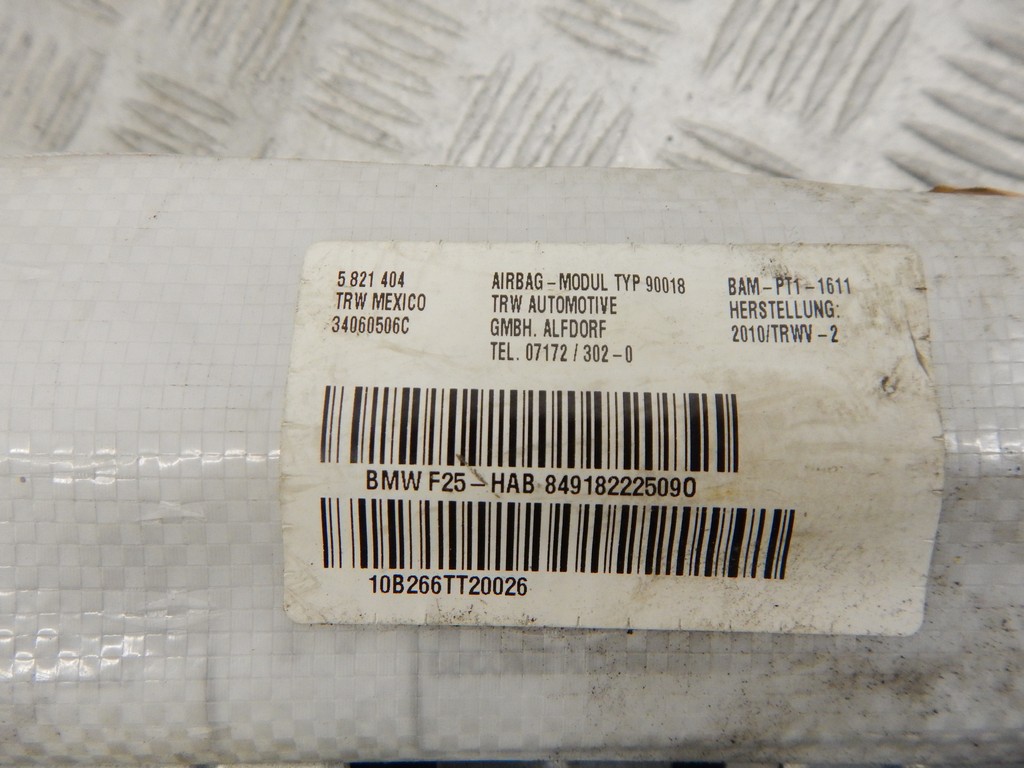 5 821 404
TRW MEXICO
34060506C
AIRBAG-MODUL TYP 90018
TRW AUTOMOTIVE
GMBH. ALFDORF
TEL. 07172 / 302-0
BAM-PT1-1611
HERSTELLUNG:
2010/TRWV-2
BMW F25-HAB 849182225090
10B266TT20026